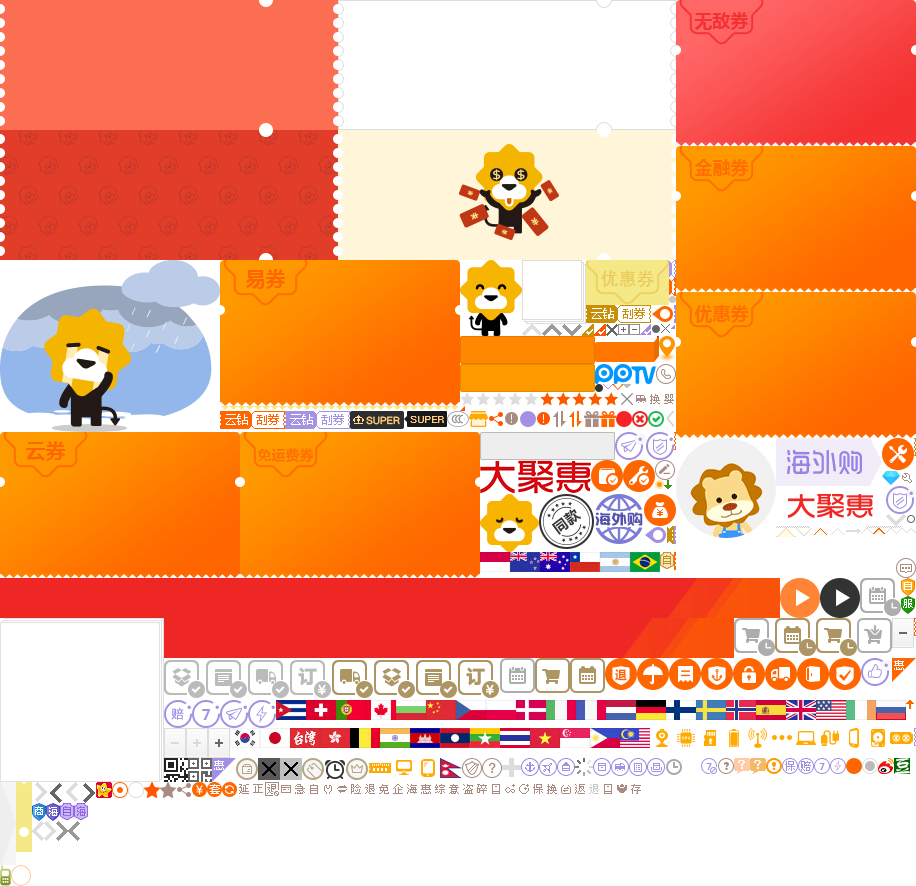 无敌券
金融券
易券
优惠券
云钻
刮券
优惠券
PPTV
换
云钻
刮券
云钻
刮券
SUPER
SUPER
云券
免运费券
大聚惠
海外购
大聚惠
同款
海外购
自
服
退
惠
赔
7
台湾
惠
保
赔
7
套
延
正
退
急
自
险
退
免
企
海
惠
综
意
盗
碎
保
换
返
退
存
商
海
自
海